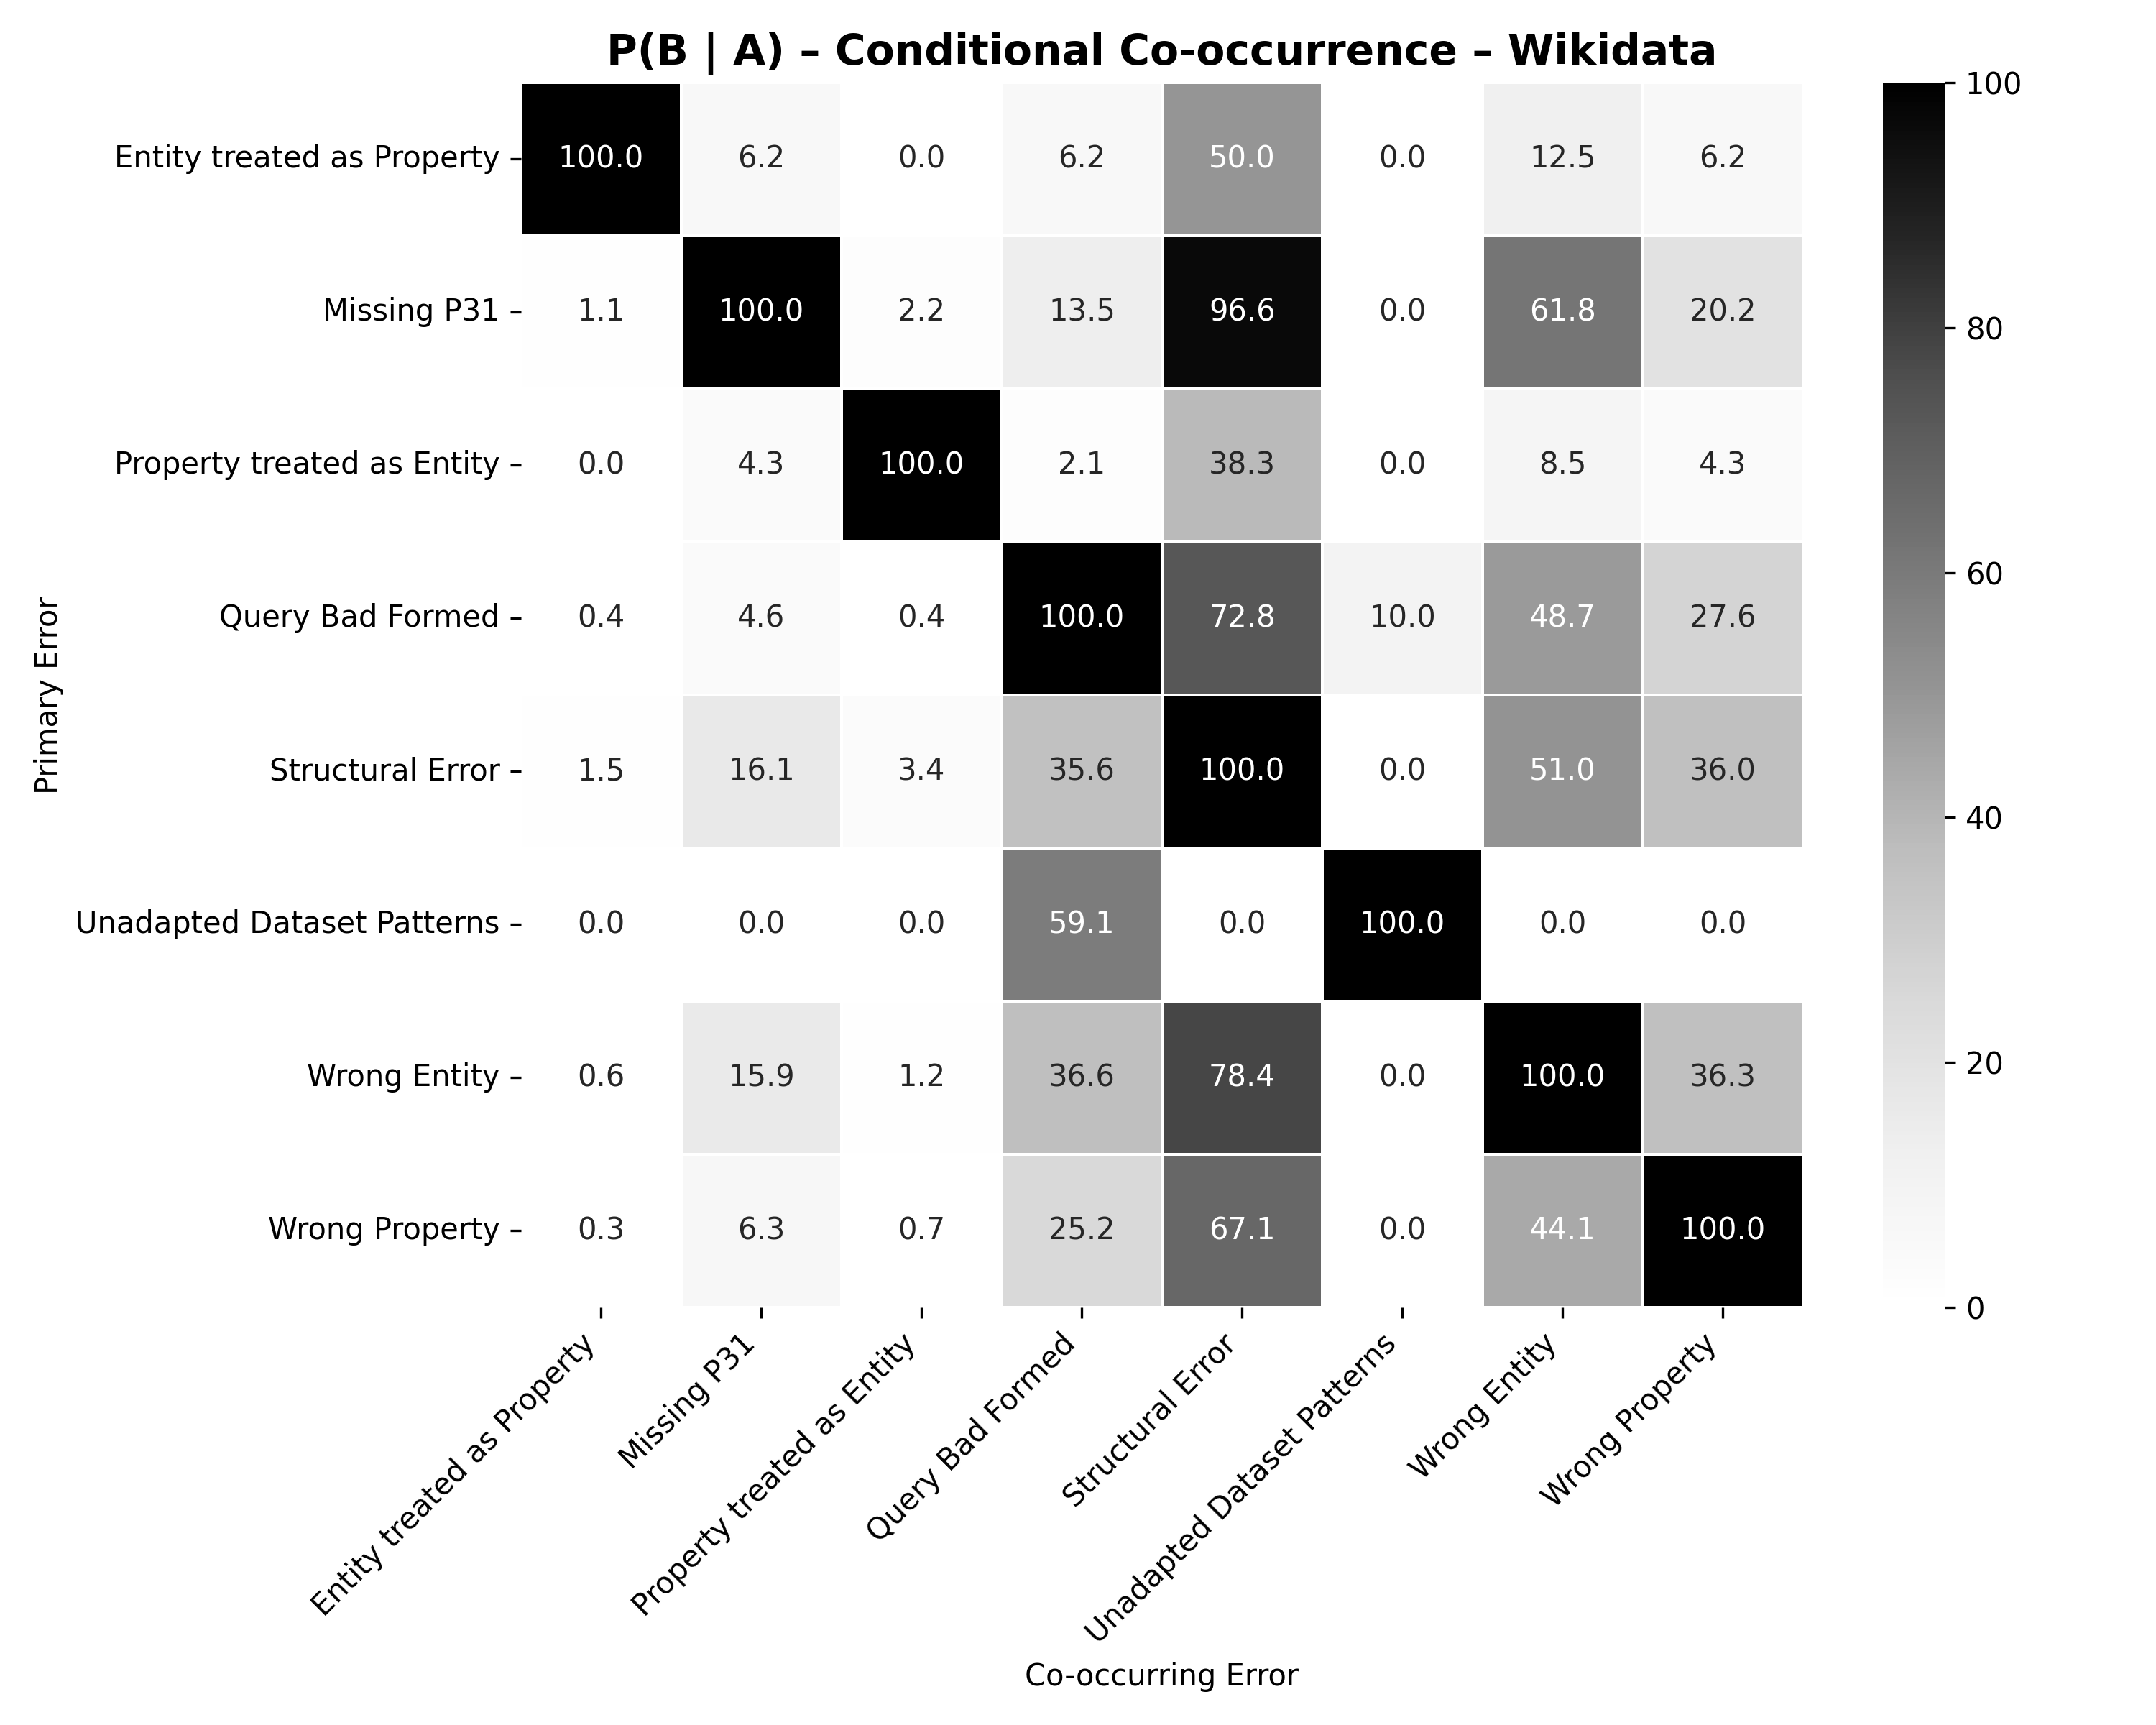 P(B | A) – Conditional Co-occurrence – Wikidata
Primary Error
Entity treated as Property 100.0 6.2 0.0 6.2 50.0 0.0 12.5 6.2
Missing P31 1.1 100.0 2.2 13.5 96.6 0.0 61.8 20.2
Property treated as Entity 0.0 4.3 100.0 2.1 38.3 0.0 8.5 4.3
Query Bad Formed 0.4 4.6 0.4 100.0 72.8 10.0 48.7 27.6
Structural Error 1.5 16.1 3.4 35.6 100.0 0.0 51.0 36.0
Unadapted Dataset Patterns 0.0 0.0 0.0 59.1 0.0 100.0 0.0 0.0
Wrong Entity 0.6 15.9 1.2 36.6 78.4 0.0 100.0 36.3
Wrong Property 0.3 6.3 0.7 25.2 67.1 0.0 44.1 100.0
Entity treated as Property
Missing P31
Property treated as Entity
Query Bad Formed
Structural Error
Unadapted Dataset Patterns
Wrong Entity
Wrong Property
Co-occurring Error
100
80
60
40
20
0